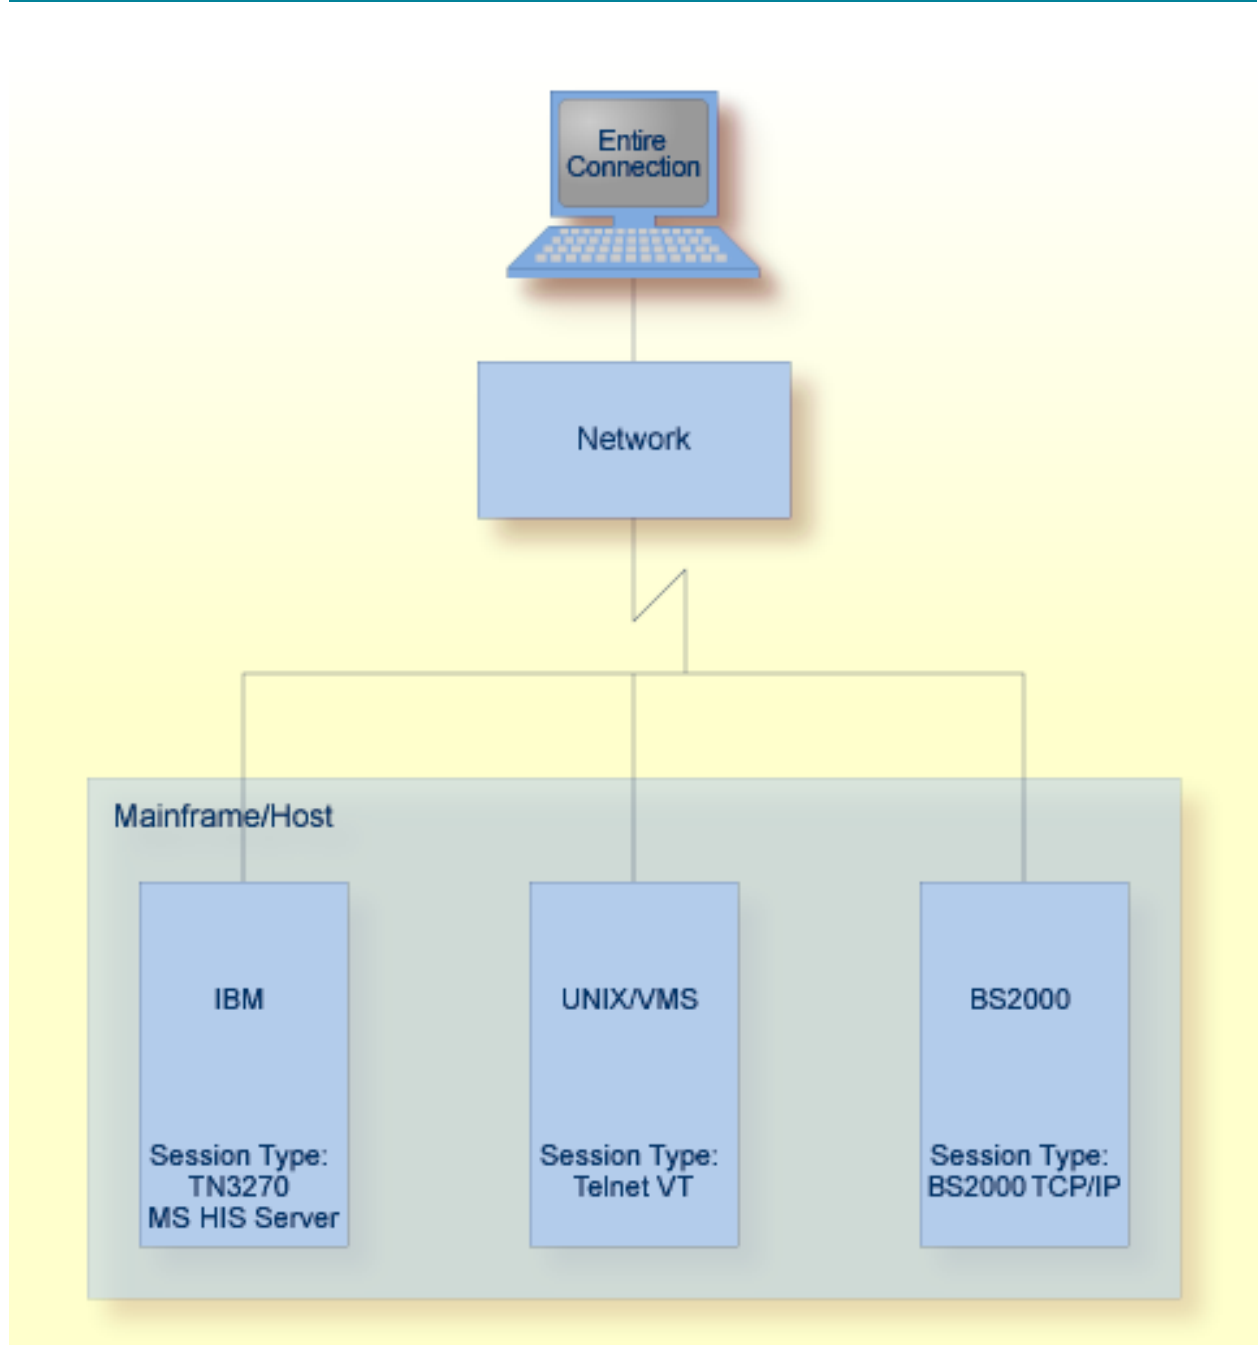 Entire
Connection
Network
Mainframe/Host
IBM
Session Type:
TN3270
MS HIS Server
UNIX/VMS
Session Type:
Telnet VT
BS2000
Session Type:
BS2000 TCP/IP